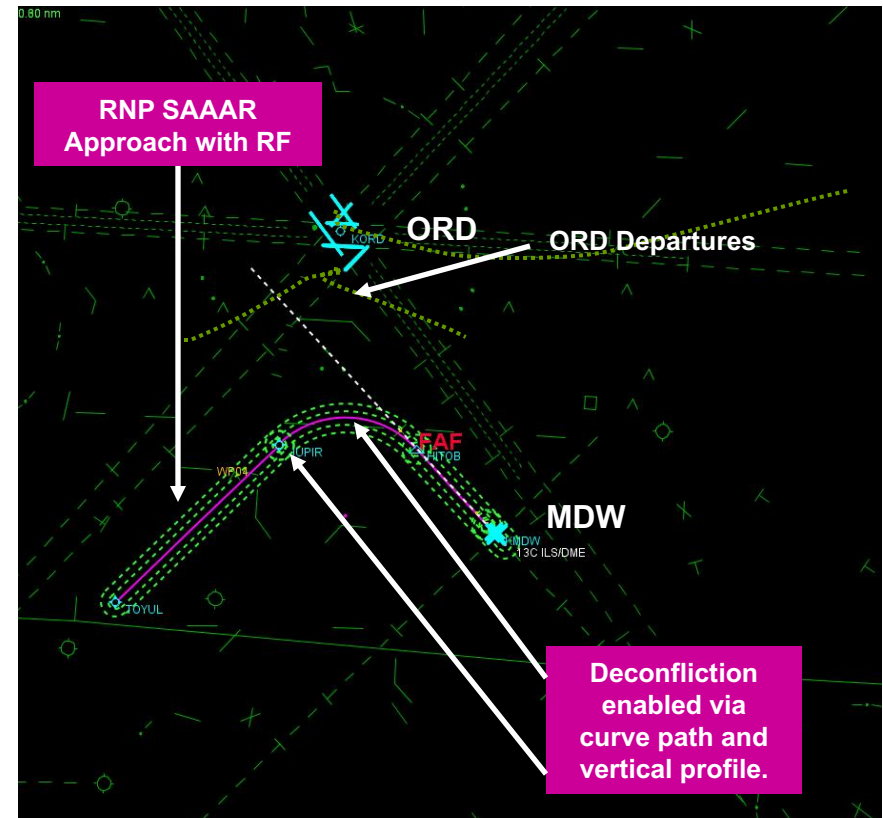 0.80 nm
RNP SAAAR
Approach with RF
KORD
ORD
ORD Departures
FAF
JUPIR
HITOB
WP04
MDW
KMDW
13C ILS/DME
TOYUL
Deconfliction
enabled via
curve path and
vertical profile.